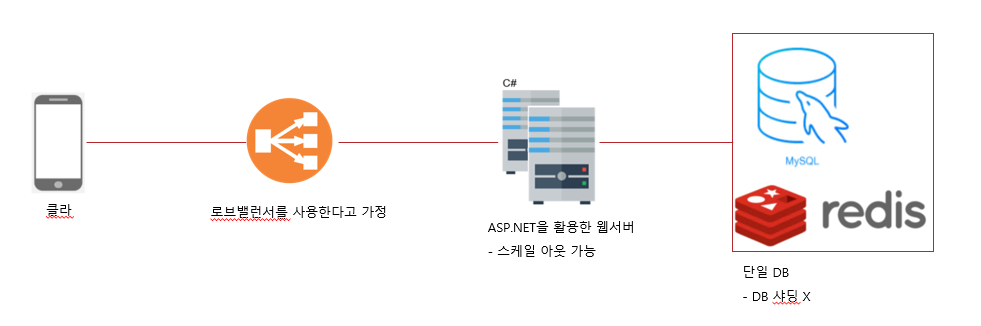 클라
로브밸런서를 사용한다고 가정
C#
ASP.NET을 활용한 웹서버
- 스케일 아웃 가능
MySQL
redis
단일 DB
- DB 샤딩 X